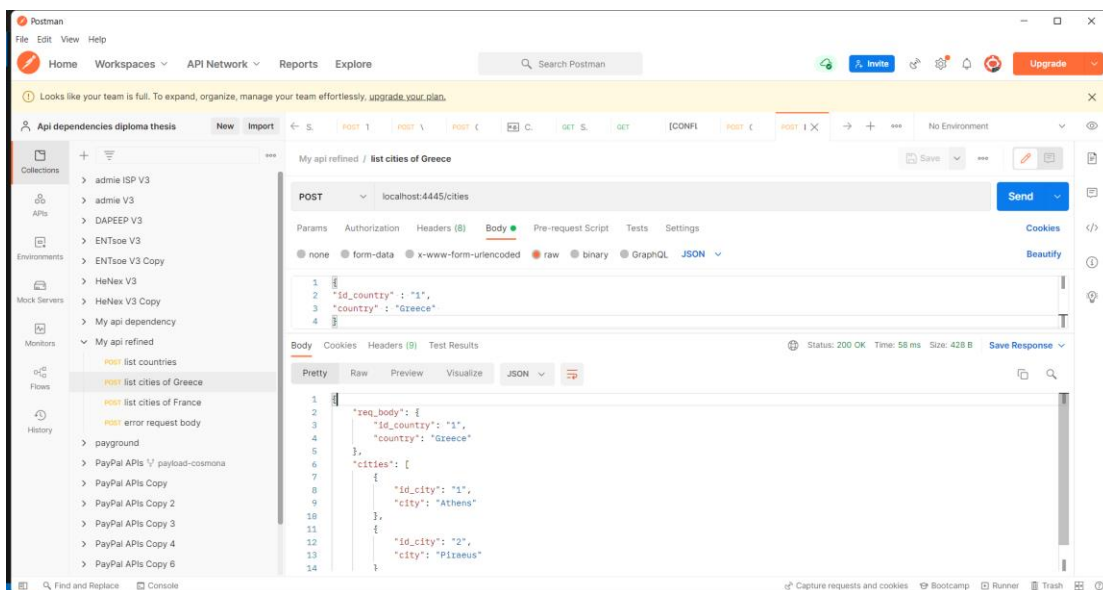 Postman
File Edit View Help
Home Workspaces API Network Reports Explore Search Postman Invite Upgrade
Looks like your team is full. To expand, organize, manage your team effortlessly, upgrade your plan.
Api dependencies diploma thesis New Import S. POST 1 POST \ POST ( C. GET S. GET [CONFL POST ( POST No Environment
My api refined / list cities of Greece Save
POST localhost:4445/cities Send
Params Authorization Headers (8) Body Pre-request Script Tests Settings Cookies
none form-data x-www-form-urlencoded raw binary GraphQL JSON Beautify
1 {
2 "id_country" : "1",
3 "country" : "Greece"
4 }
Collections
APIs
Environments
Mock Servers
Monitors
Flows
History
admie ISP V3
admie V3
DAPEEP V3
ENTsoe V3
ENTsoe V3 Copy
HeNex V3
HeNex V3 Copy
My api dependency
My api refined
POST list countries
POST list cities of Greece
POST list cities of France
POST error request body
payground
PayPal APIs payload-cosmona
PayPal APIs Copy
PayPal APIs Copy 2
PayPal APIs Copy 3
PayPal APIs Copy 4
PayPal APIs Copy 6
Body Cookies Headers (9) Test Results Status: 200 OK Time: 58 ms Size: 428 B Save Response
Pretty Raw Preview Visualize JSON
1 {
2 "req_body": {
3 "id_country": "1",
4 "country": "Greece"
5 },
6 "cities": [
7 {
8 "id_city": "1",
9 "city": "Athens"
10 },
11 {
12 "id_city": "2",
13 "city": "Piraeus"
14 }
Find and Replace Console Capture requests and cookies Bootcamp Runner Trash